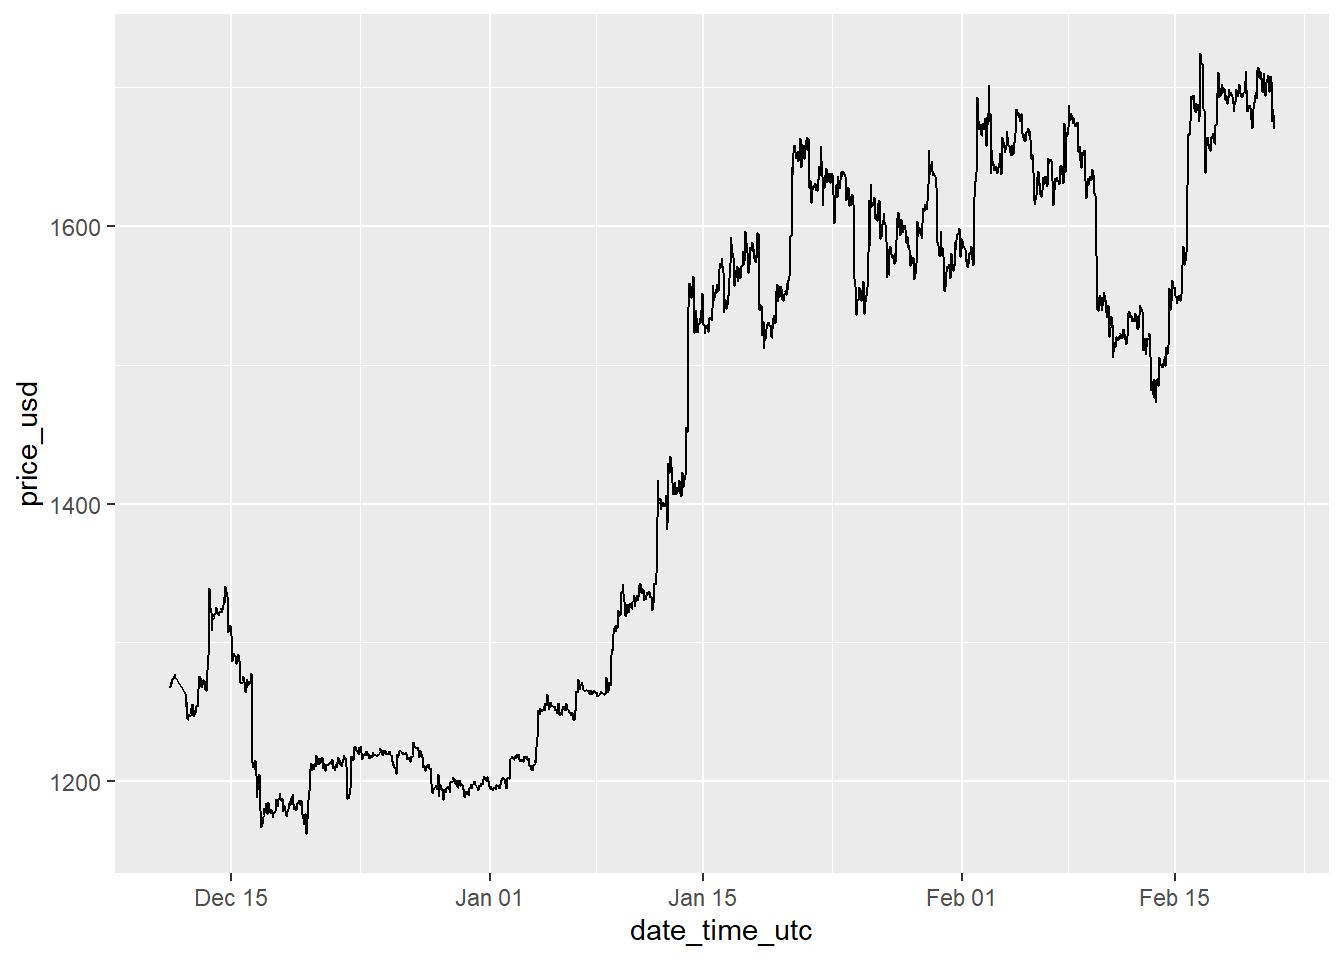 price_usd
1600
1400
1200
Dec 15
Jan 01
Jan 15
Feb 01
Feb 15
date_time_utc